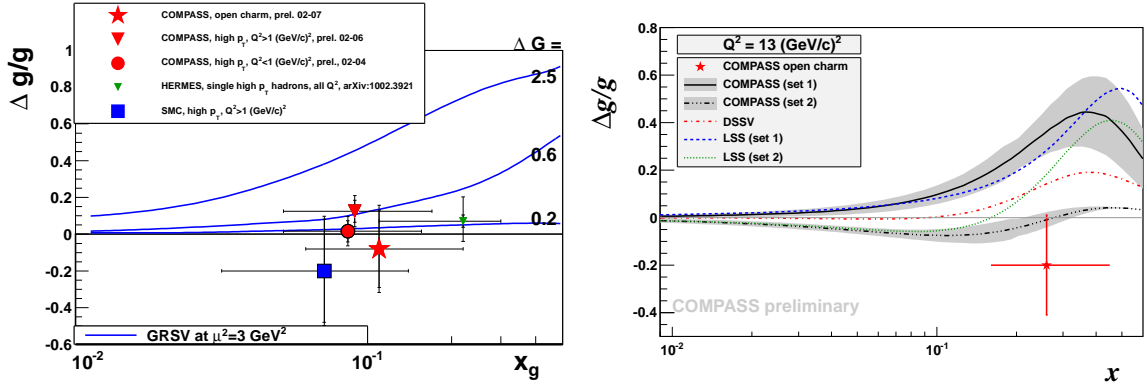 COMPASS, open charm, prel. 02-07
COMPASS, high p_T, Q²>1 (GeV/c)², prel. 02-06
COMPASS, high p_T, Q²<1 (GeV/c)², prel., 02-04
HERMES, single high p_T hadrons, all Q², arXiv:1002.3921
SMC, high p_T, Q²>1 (GeV/c)²
Δ G =
2.5
0.6
0.2
Δ g/g
1
0.8
0.6
0.4
0.2
0
-0.2
-0.4
-0.6
GRSV at μ²=3 GeV²
10⁻²
10⁻¹
x_g
Q² = 13 (GeV/c)²
COMPASS open charm
COMPASS (set 1)
COMPASS (set 2)
DSSV
LSS (set 1)
LSS (set 2)
Δg/g
0.8
0.6
0.4
0.2
0
-0.2
-0.4
COMPASS preliminary
10⁻²
10⁻¹
x